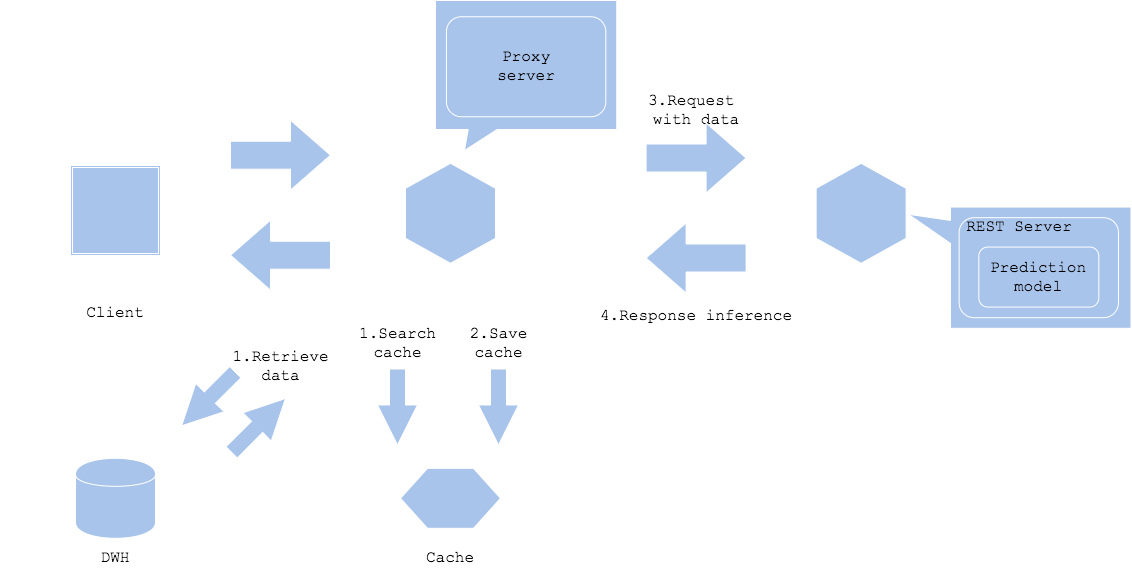 Proxy
server
3.Request
with data
REST Server
Prediction
model
Client
4.Response inference
1.Search
cache
2.Save
cache
1.Retrieve
data
DWH
Cache